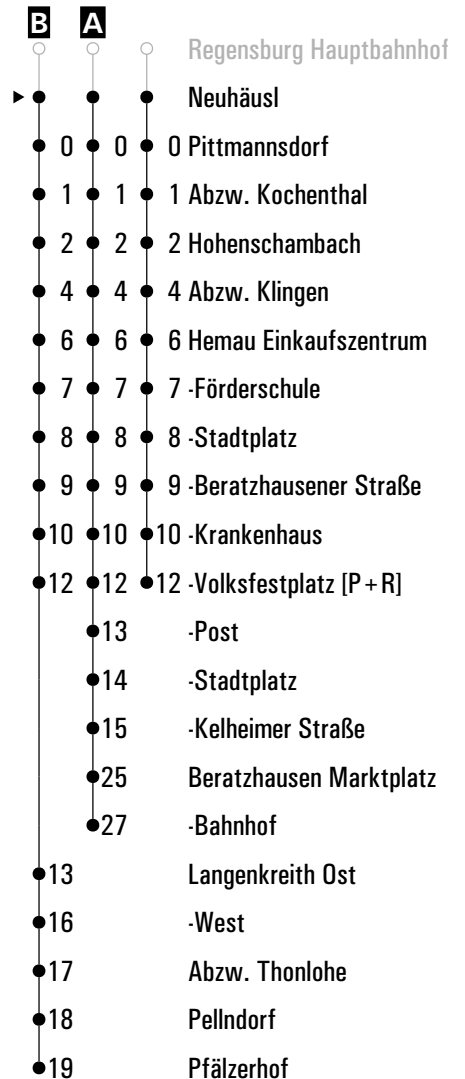 B A
Regensburg Hauptbahnhof
Neuhäusl
0 0 0 Pittmannsdorf
1 1 1 Abzw. Kochenthal
2 2 2 Hohenschambach
4 4 4 Abzw. Klingen
6 6 6 Hemau Einkaufszentrum
7 7 7 -Förderschule
8 8 8 -Stadtplatz
9 9 9 -Beratzhausener Straße
10 10 10 -Krankenhaus
12 12 12 -Volksfestplatz [P+R]
13 -Post
14 -Stadtplatz
15 -Kelheimer Straße
25 Beratzhausen Marktplatz
27 -Bahnhof
13 Langenkreith Ost
16 -West
17 Abzw. Thonlohe
18 Pellndorf
19 Pfälzerhof